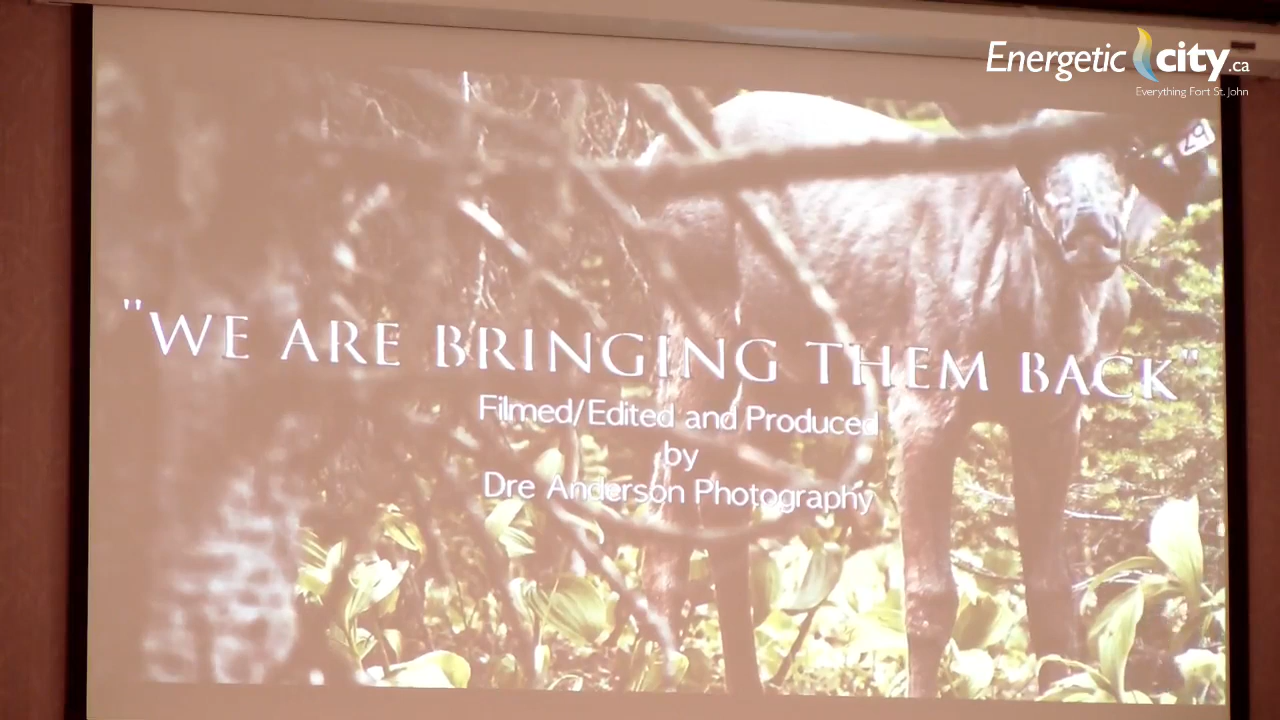 Energetic city.ca
Everything Fort St. John
29
"WE ARE BRINGING THEM BACK"
Filmed/Edited and Produced
by
Dre Anderson Photography